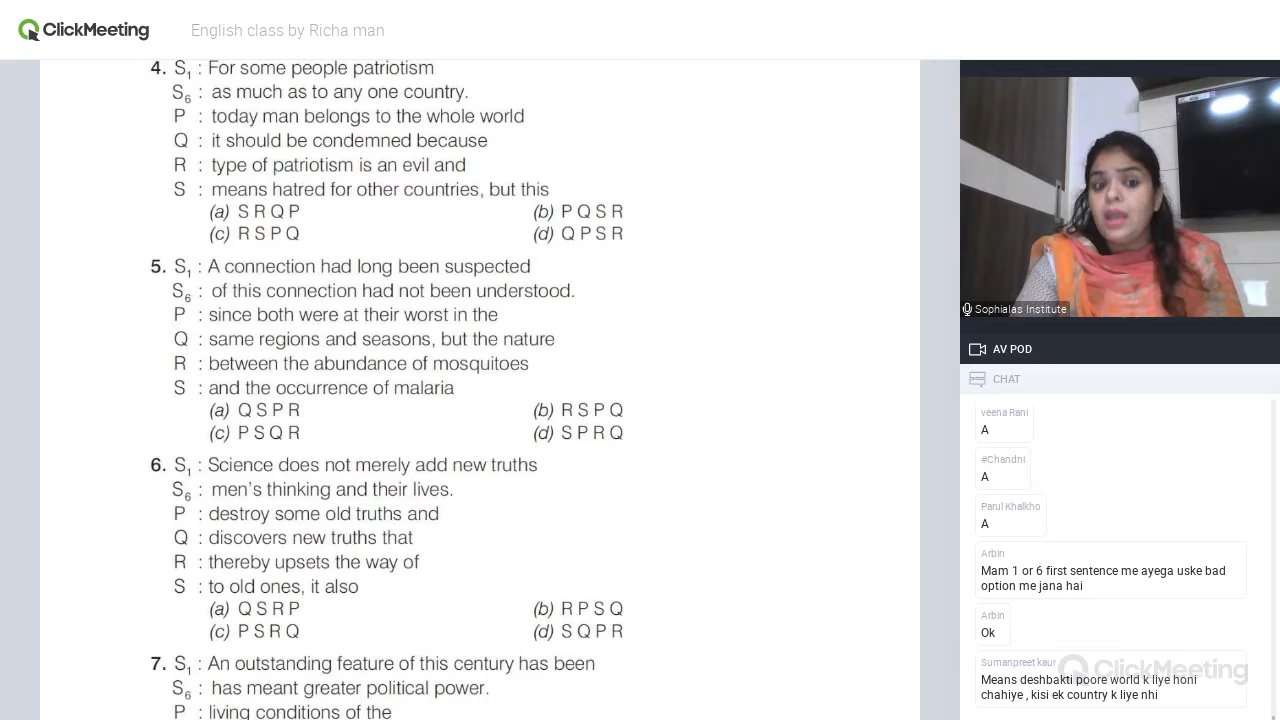 ClickMeeting
English class by Richa man
4. S1 : For some people patriotism
S6 : as much as to any one country.
P : today man belongs to the whole world
Q : it should be condemned because
R : type of patriotism is an evil and
S : means hatred for other countries, but this
(a) S R Q P (b) P Q S R
(c) R S P Q (d) Q P S R
5. S1 : A connection had long been suspected
S6 : of this connection had not been understood.
P : since both were at their worst in the
Q : same regions and seasons, but the nature
R : between the abundance of mosquitoes
S : and the occurrence of malaria
(a) Q S P R (b) R S P Q
(c) P S Q R (d) S P R Q
6. S1 : Science does not merely add new truths
S6 : men's thinking and their lives.
P : destroy some old truths and
Q : discovers new truths that
R : thereby upsets the way of
S : to old ones, it also
(a) Q S R P (b) R P S Q
(c) P S R Q (d) S Q P R
7. S1 : An outstanding feature of this century has been
S6 : has meant greater political power.
P : living conditions of the
Sophialas Institute
AV POD
CHAT
veena Rani
A
#Chandni
A
Parul Khalkho
A
Arbin
Mam 1 or 6 first sentence me ayega uske bad
option me jana hai
Arbin
Ok
Sumanpreet kaur
Means deshbakti poore world k liye honi
chahiye , kisi ek country k liye nhi
ClickMeeting